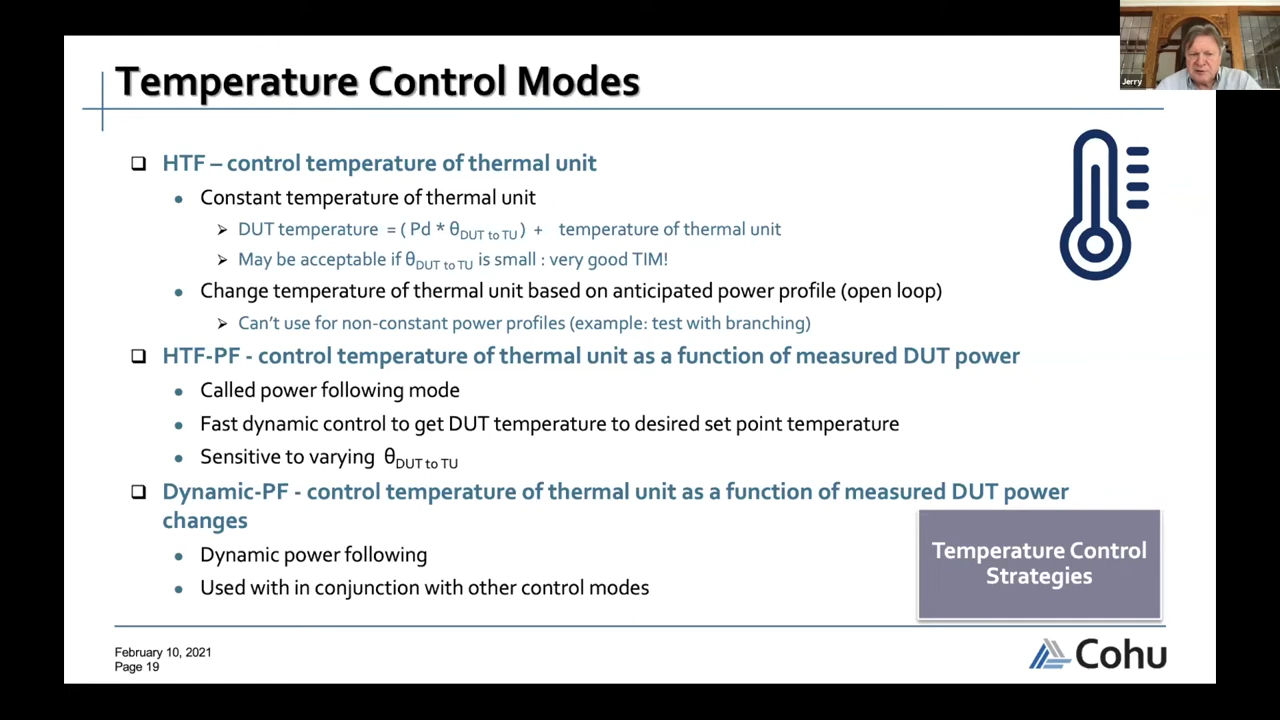 Temperature Control Modes
Jerry
HTF – control temperature of thermal unit
Constant temperature of thermal unit
DUT temperature = ( Pd * θDUT to TU ) + temperature of thermal unit
May be acceptable if θDUT to TU is small : very good TIM!
Change temperature of thermal unit based on anticipated power profile (open loop)
Can't use for non-constant power profiles (example: test with branching)
HTF-PF - control temperature of thermal unit as a function of measured DUT power
Called power following mode
Fast dynamic control to get DUT temperature to desired set point temperature
Sensitive to varying θDUT to TU
Dynamic-PF - control temperature of thermal unit as a function of measured DUT power
changes
Dynamic power following
Used with in conjunction with other control modes
Temperature Control
Strategies
February 10, 2021
Page 19
Cohu